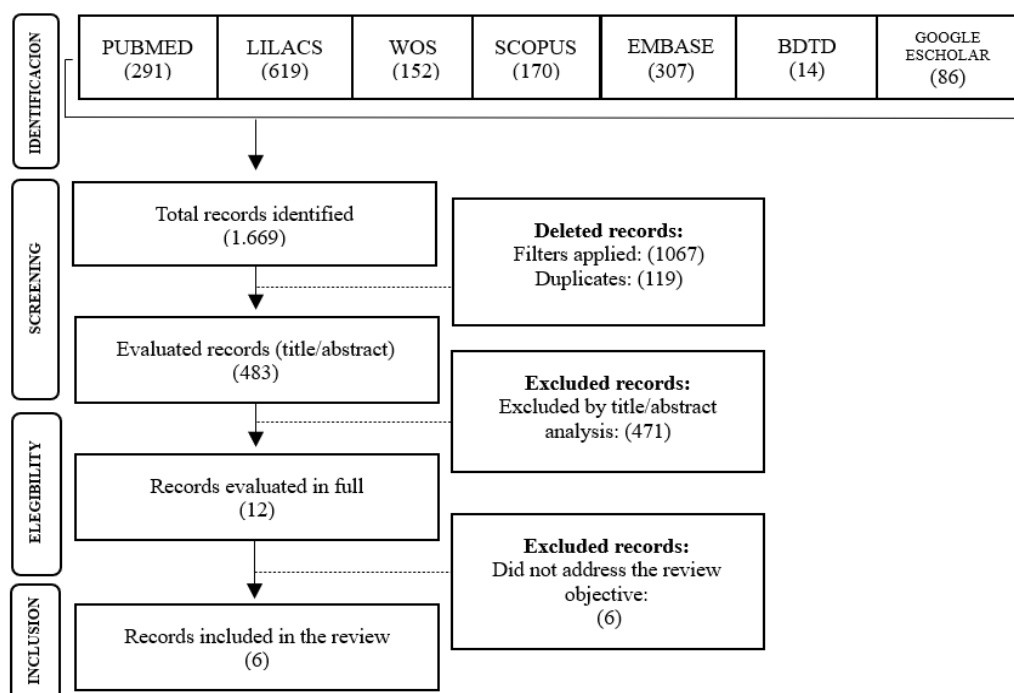 IDENTIFICACION
PUBMED
(291)
LILACS
(619)
WOS
(152)
SCOPUS
(170)
EMBASE
(307)
BDTD
(14)
GOOGLE
ESCHOLAR
(86)
SCREENING
Total records identified
(1.669)
Deleted records:
Filters applied: (1067)
Duplicates: (119)
Evaluated records (title/abstract)
(483)
Excluded records:
Excluded by title/abstract
analysis: (471)
ELEGIBILITY
Records evaluated in full
(12)
Excluded records:
Did not address the review
objective:
(6)
INCLUSION
Records included in the review
(6)